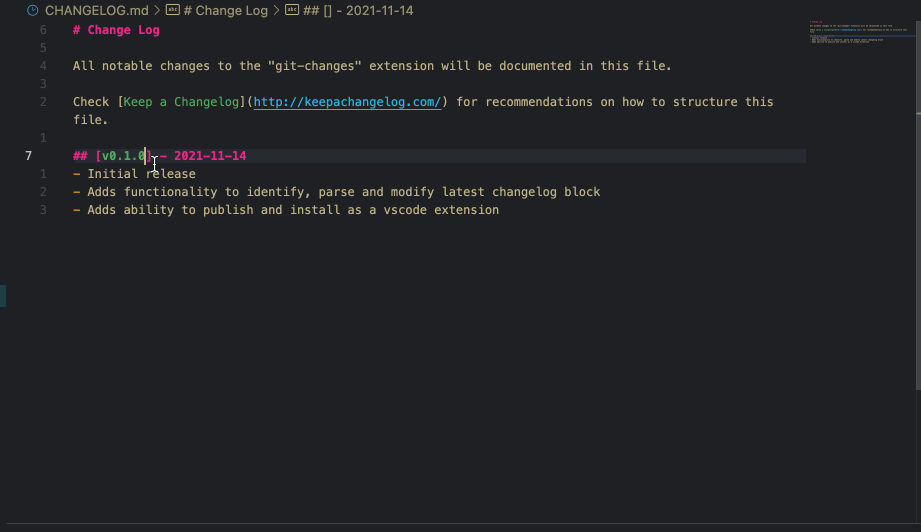 CHANGELOG.md > # Change Log > ## [] - 2021-11-14
6 # Change Log
5
4 All notable changes to the "git-changes" extension will be documented in this file.
3
2 Check [Keep a Changelog](http://keepachangelog.com/) for recommendations on how to structure this
file.
1
7 ## [v0.1.0] - 2021-11-14
1 - Initial release
2 - Adds functionality to identify, parse and modify latest changelog block
3 - Adds ability to publish and install as a vscode extension